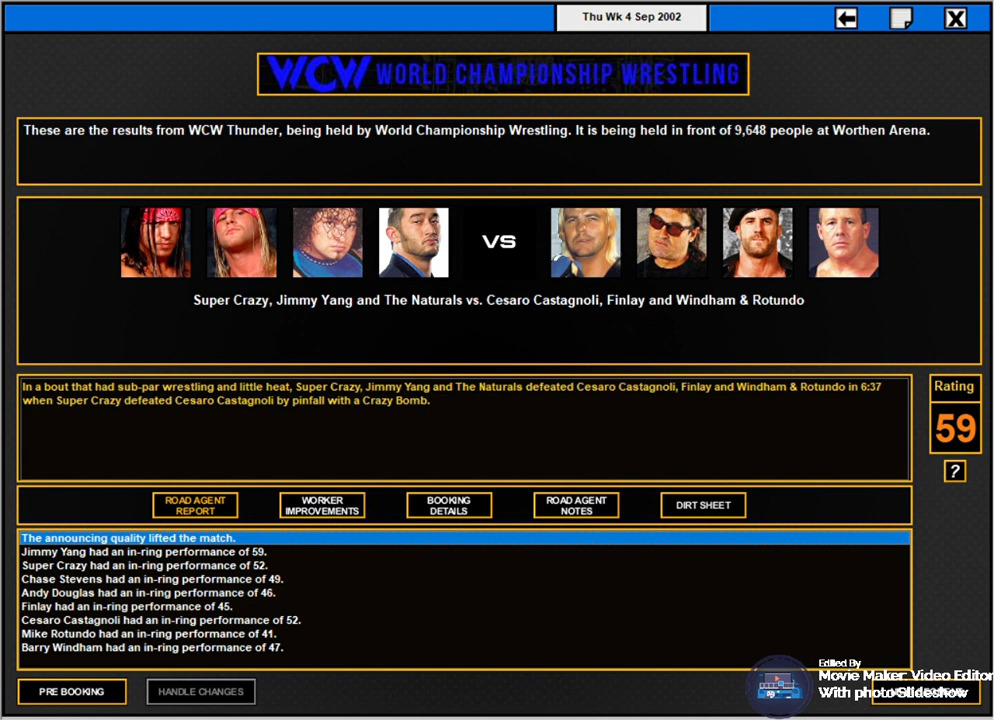 Thu Wk 4 Sep 2002
WCW WORLD CHAMPIONSHIP WRESTLING
These are the results from WCW Thunder, being held by World Championship Wrestling. It is being held in front of 9,648 people at Worthen Arena.
VS
Super Crazy, Jimmy Yang and The Naturals vs. Cesaro Castagnoli, Finlay and Windham & Rotundo
In a bout that had sub-par wrestling and little heat, Super Crazy, Jimmy Yang and The Naturals defeated Cesaro Castagnoli, Finlay and Windham & Rotundo in 6:37
when Super Crazy defeated Cesaro Castagnoli by pinfall with a Crazy Bomb.
Rating
59
?
ROAD AGENT
REPORT
WORKER
IMPROVEMENTS
BOOKING
DETAILS
ROAD AGENT
NOTES
DIRT SHEET
The announcing quality lifted the match.
Jimmy Yang had an in-ring performance of 59.
Super Crazy had an in-ring performance of 52.
Chase Stevens had an in-ring performance of 49.
Andy Douglas had an in-ring performance of 46.
Finlay had an in-ring performance of 45.
Cesaro Castagnoli had an in-ring performance of 52.
Mike Rotundo had an in-ring performance of 41.
Barry Windham had an in-ring performance of 47.
PRE BOOKING
HANDLE CHANGES
Edited By
Movie Maker: Video Editor
With photo Slideshow